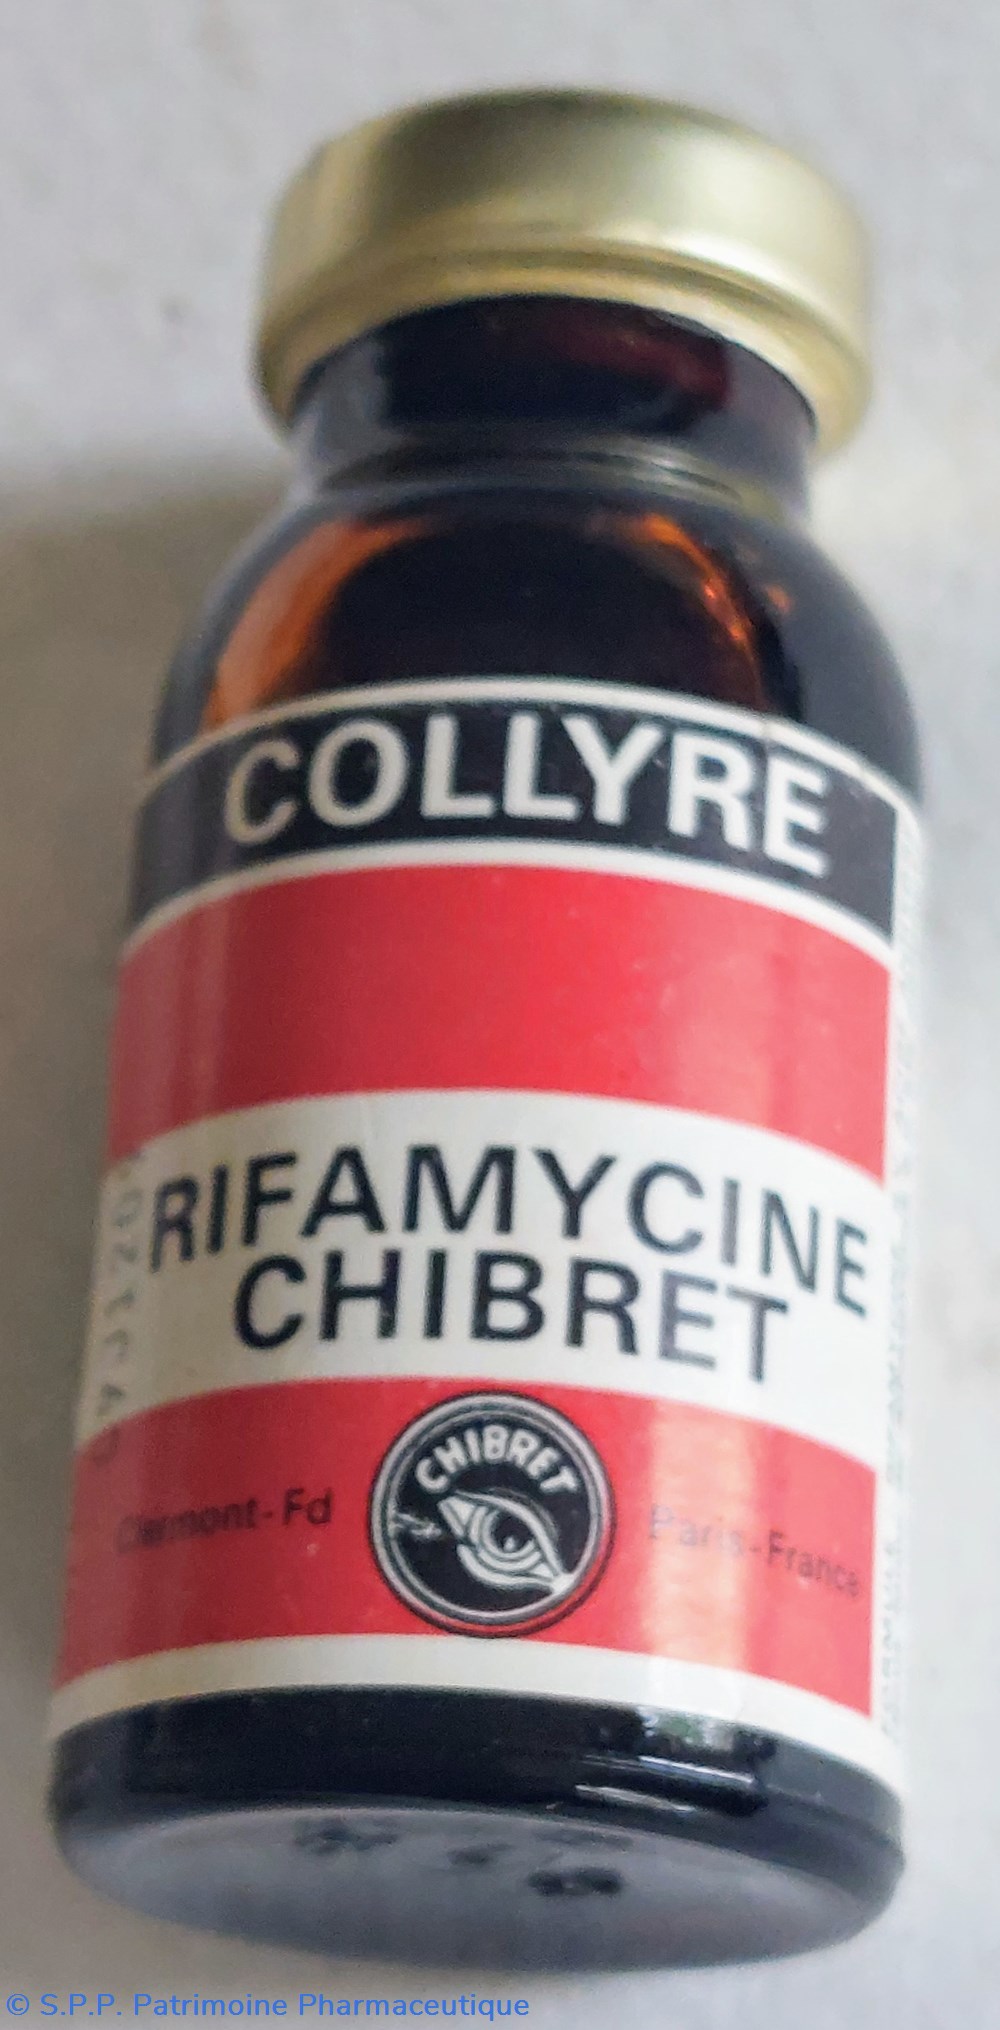 COLLYRE
RIFAMYCINE
CHIBRET
CHIBRET
Clermont-Fd
Paris-France
© S.P.P. Patrimoine Pharmaceutique